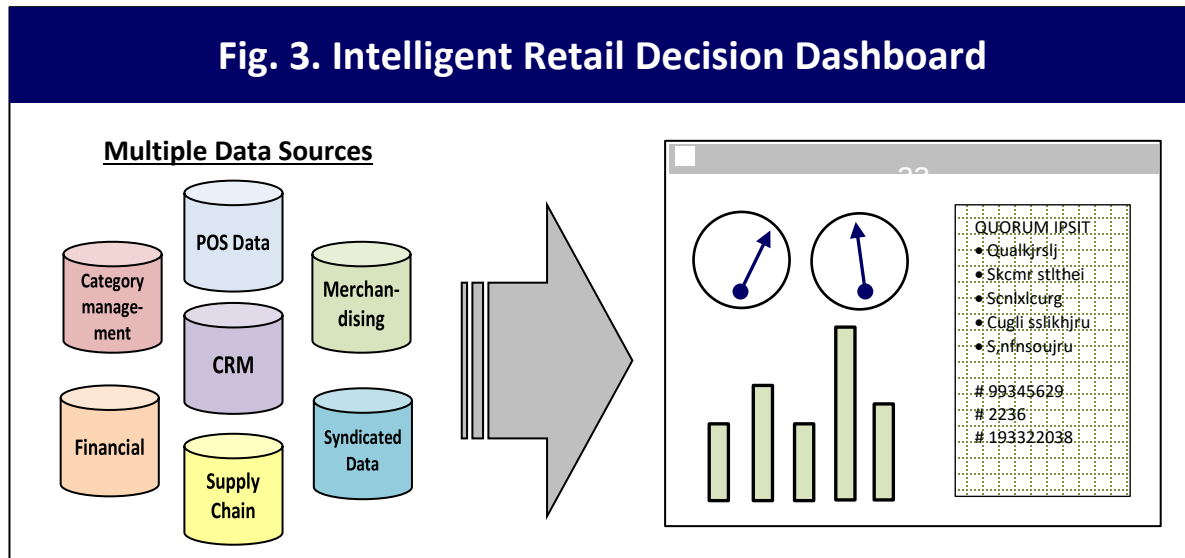 Fig. 3. Intelligent Retail Decision Dashboard
Multiple Data Sources
POS Data
Category
manage-
ment
Merchan-
dising
CRM
Financial
Syndicated
Data
Supply
Chain
QUORUM IPSIT
• Qualkjrslj
• Skcmr stlthei
• Scnlxlcurg
• Cugli sslikhjru
• S,nfnsoujru
# 99345629
# 2236
# 193322038